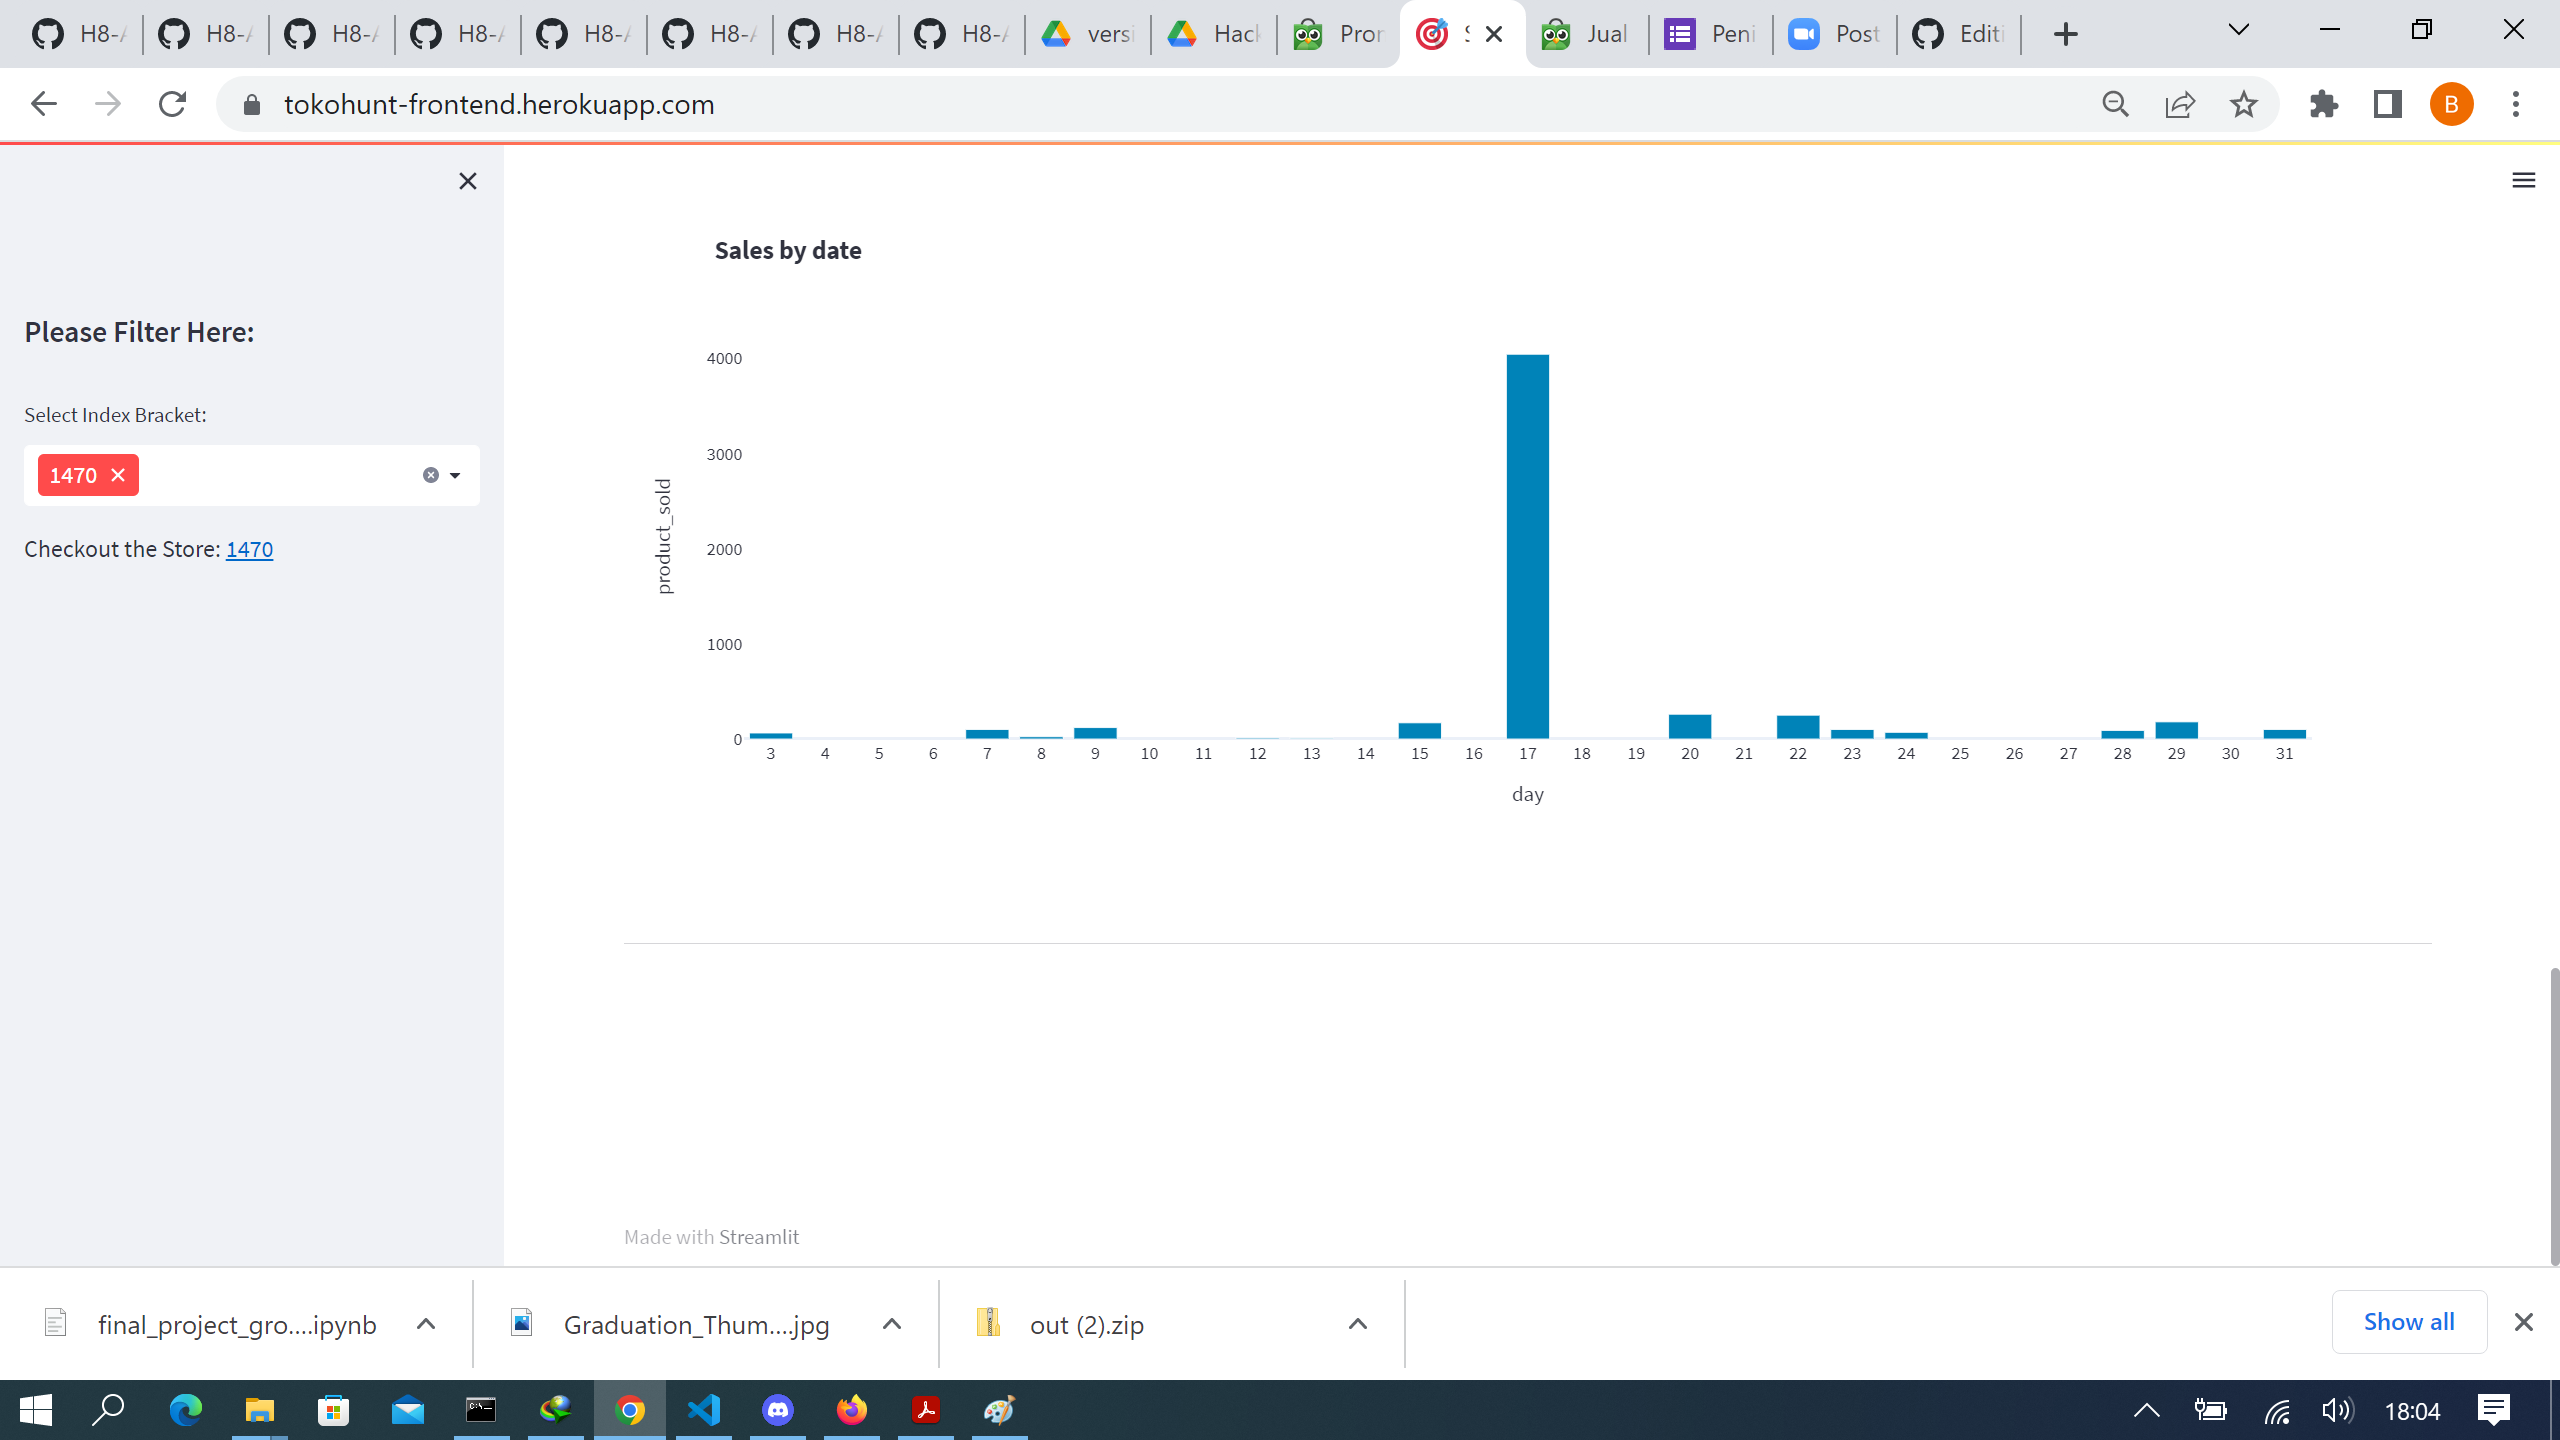 H8-A H8-A H8-A H8-A H8-A H8-A H8-A H8-A versi Hack Pror S Jual Peni Post Editi
tokohunt-frontend.herokuapp.com
B
Please Filter Here:
Select Index Bracket:
1470
Checkout the Store: 1470
Sales by date
4000
3000
2000
1000
0
product_sold
3 4 5 6 7 8 9 10 11 12 13 14 15 16 17 18 19 20 21 22 23 24 25 26 27 28 29 30 31
day
Made with Streamlit
final_project_gro....ipynb
Graduation_Thum....jpg
out (2).zip
Show all
18:04